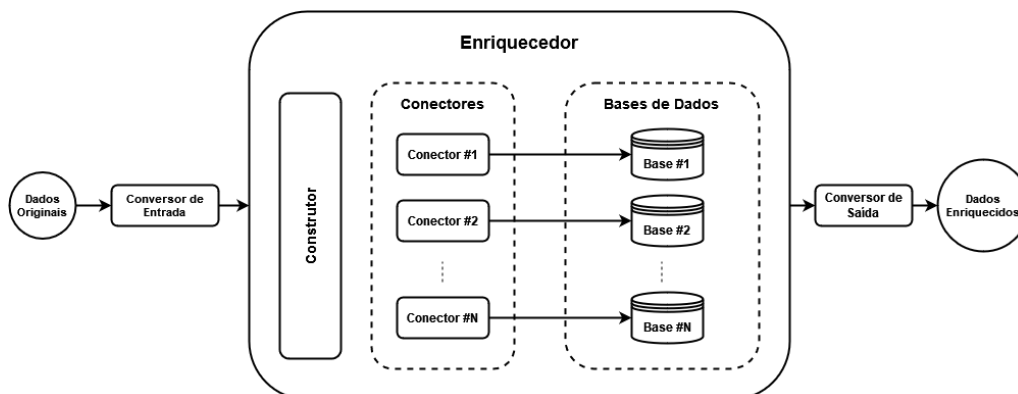 Enriquecedor
Conectores
Bases de Dados
Conector #1
Base #1
Dados
Originais
Conversor de
Entrada
Construtor
Conector #2
Base #2
Conversor de
Saída
Dados
Enriquecidos
Conector #N
Base #N